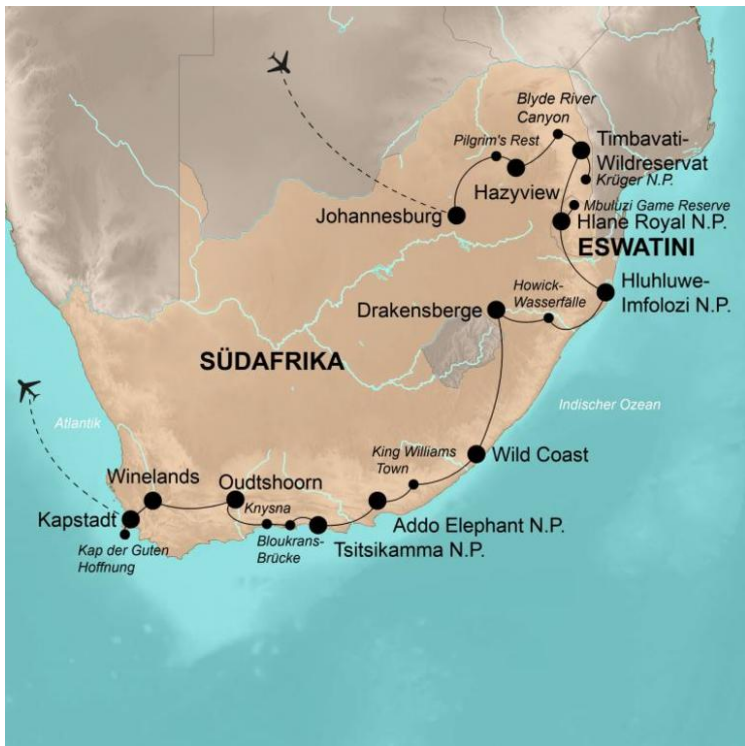 Blyde River
Canyon
Pilgrim's Rest
Timbavati-
Wildreservat
Krüger N.P.
Hazyview
Mbuluzi Game Reserve
Johannesburg
Hlane Royal N.P.
ESWATINI
Howick-
Wasserfälle
Hluhluwe-
Imfolozi N.P.
Drakensberge
SÜDAFRIKA
Indischer Ozean
Atlantik
King Williams
Town
Wild Coast
Winelands
Oudtshoorn
Knysna
Kapstadt
Addo Elephant N.P.
Kap der Guten
Hoffnung
Bloukrans-
Brücke
Tsitsikamma N.P.